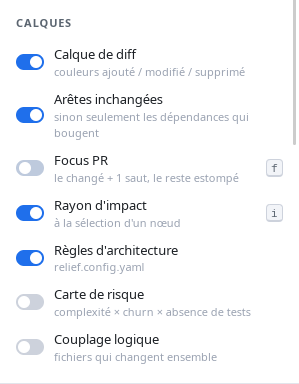 CALQUES
Calque de diff
couleurs ajouté / modifié / supprimé
Arêtes inchangées
sinon seulement les dépendances qui
bougent
Focus PR
f
le changé + 1 saut, le reste estompé
Rayon d'impact
i
à la sélection d'un nœud
Règles d'architecture
relief.config.yaml
Carte de risque
complexité × churn × absence de tests
Couplage logique
fichiers qui changent ensemble